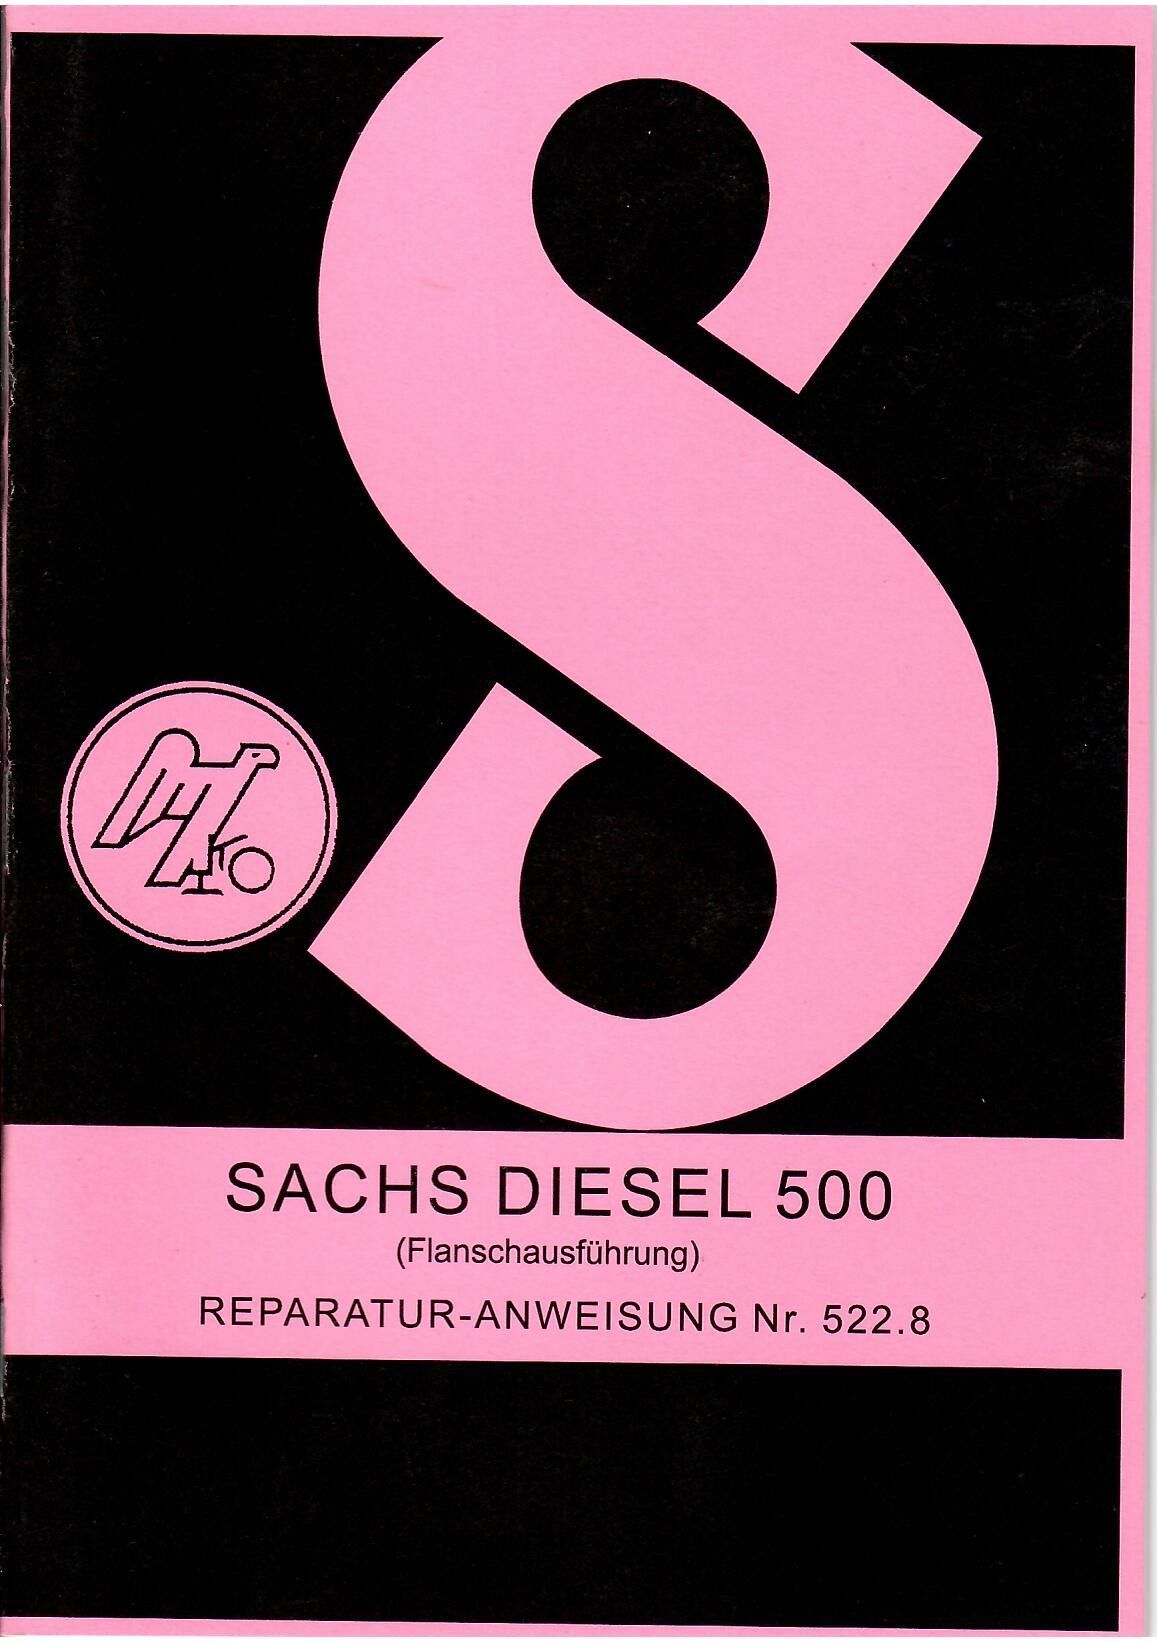 S
SACHS DIESEL 500
(Flanschausführung)
REPARATUR-ANWEISUNG Nr. 522.8